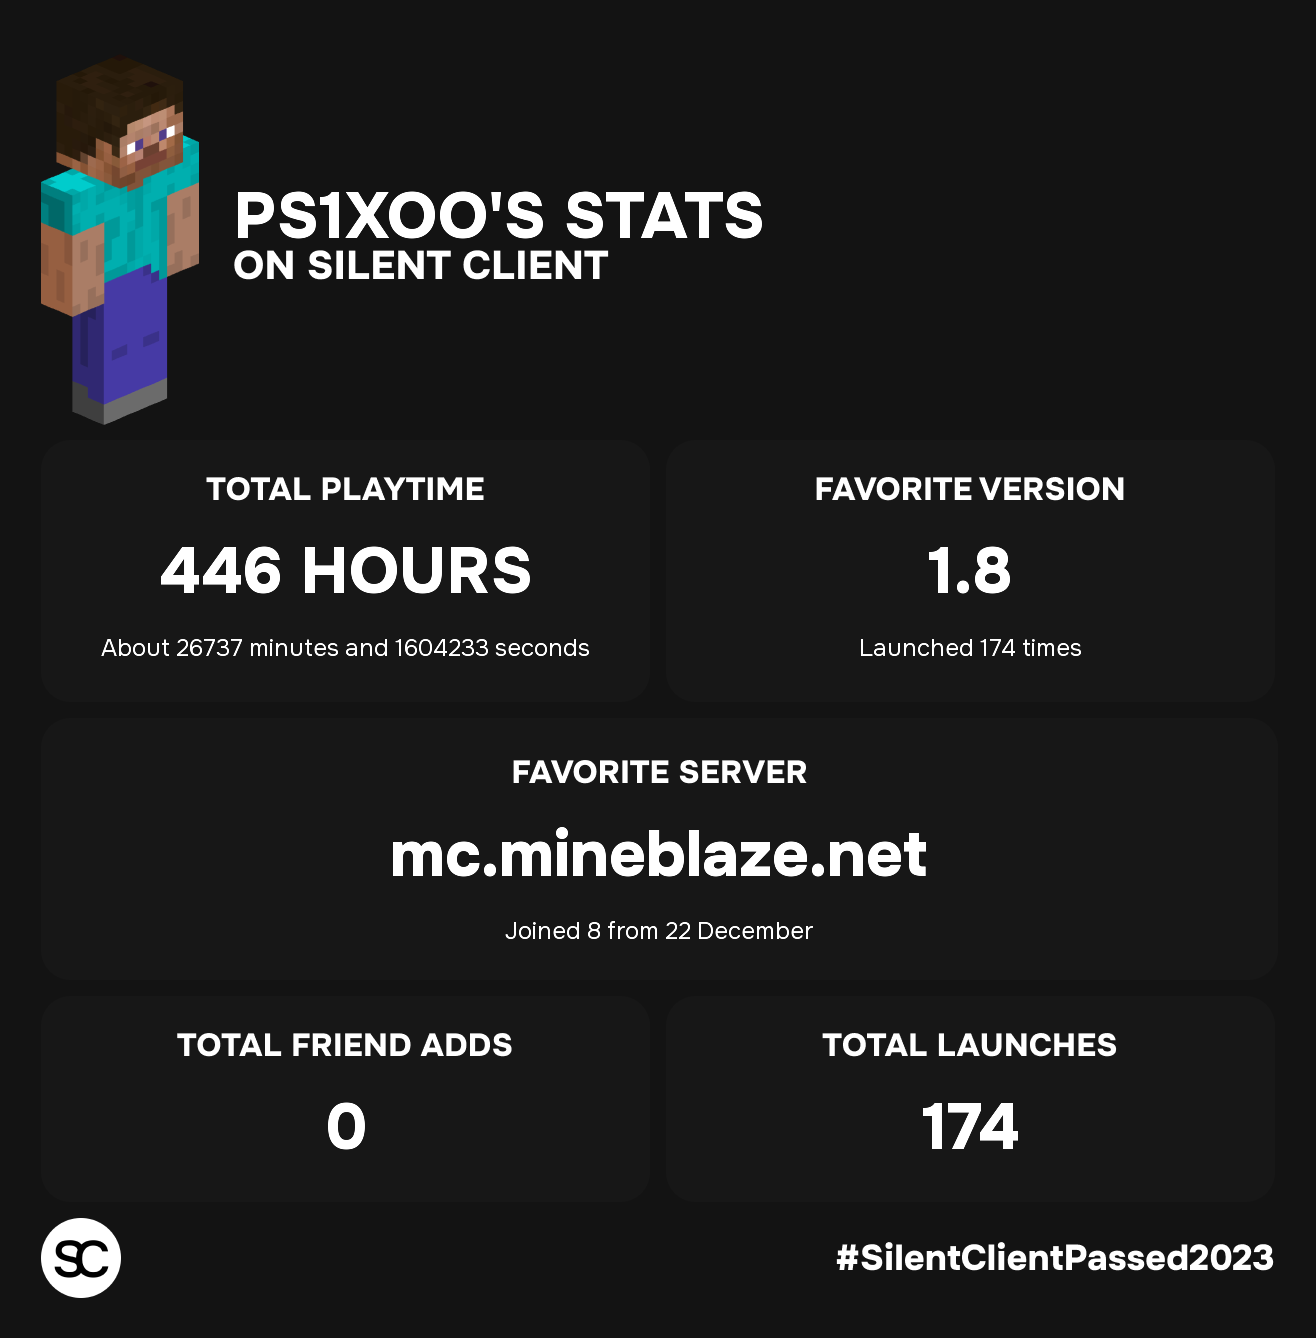 PS1XOO'S STATS
ON SILENT CLIENT
TOTAL PLAYTIME
446 HOURS
About 26737 minutes and 1604233 seconds
FAVORITE VERSION
1.8
Launched 174 times
FAVORITE SERVER
mc.mineblaze.net
Joined 8 from 22 December
TOTAL FRIEND ADDS
0
TOTAL LAUNCHES
174
SC
#SilentClientPassed2023